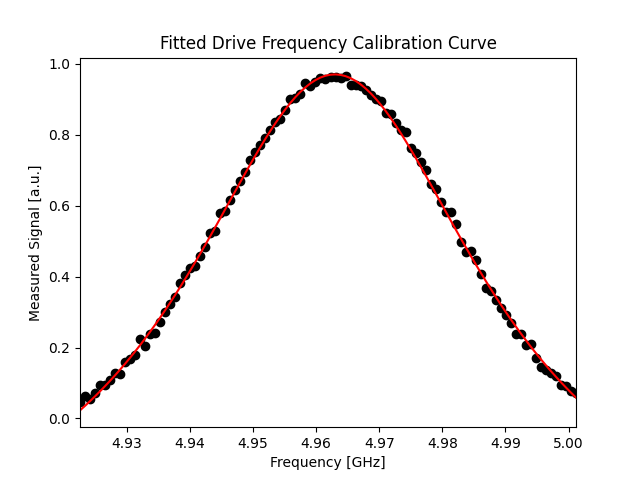 Fitted Drive Frequency Calibration Curve
Measured Signal [a.u.]
1.0
0.8
0.6
0.4
0.2
0.0
4.93 4.94 4.95 4.96 4.97 4.98 4.99 5.00
Frequency [GHz]